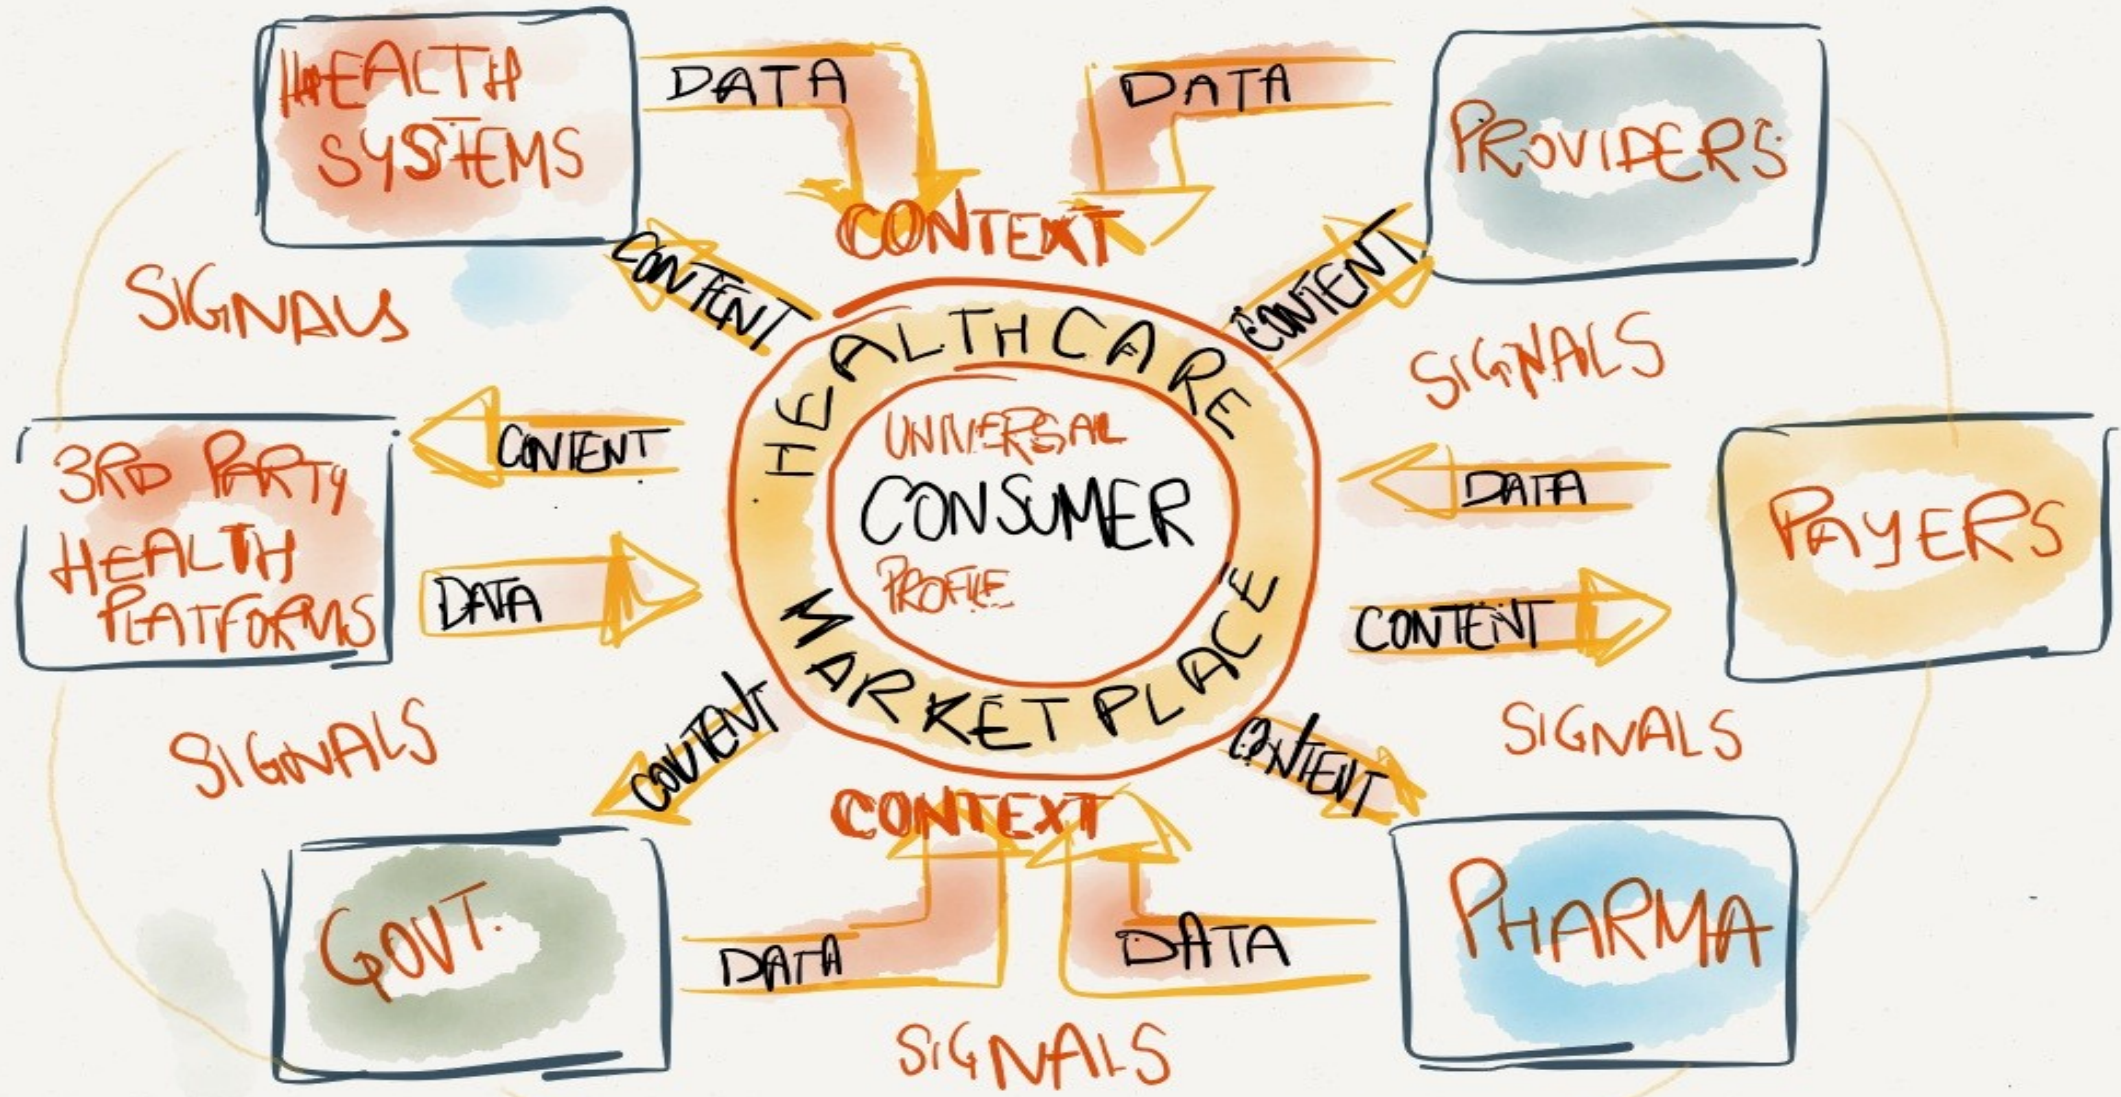 HEALTH
SYSTEMS
DATA
DATA
PROVIDERS
CONTEXT
CONTENT
CONTENT
SIGNALS
SIGNALS
HEALTHCARE
UNIVERSAL
CONSUMER
PROFILE
MARKETPLACE
3RD PARTY
HEALTH
PLATFORMS
CONTENT
DATA
DATA
CONTENT
PAYERS
SIGNALS
SIGNALS
CONTENT
CONTENT
CONTEXT
GOVT.
DATA
DATA
PHARMA
SIGNALS